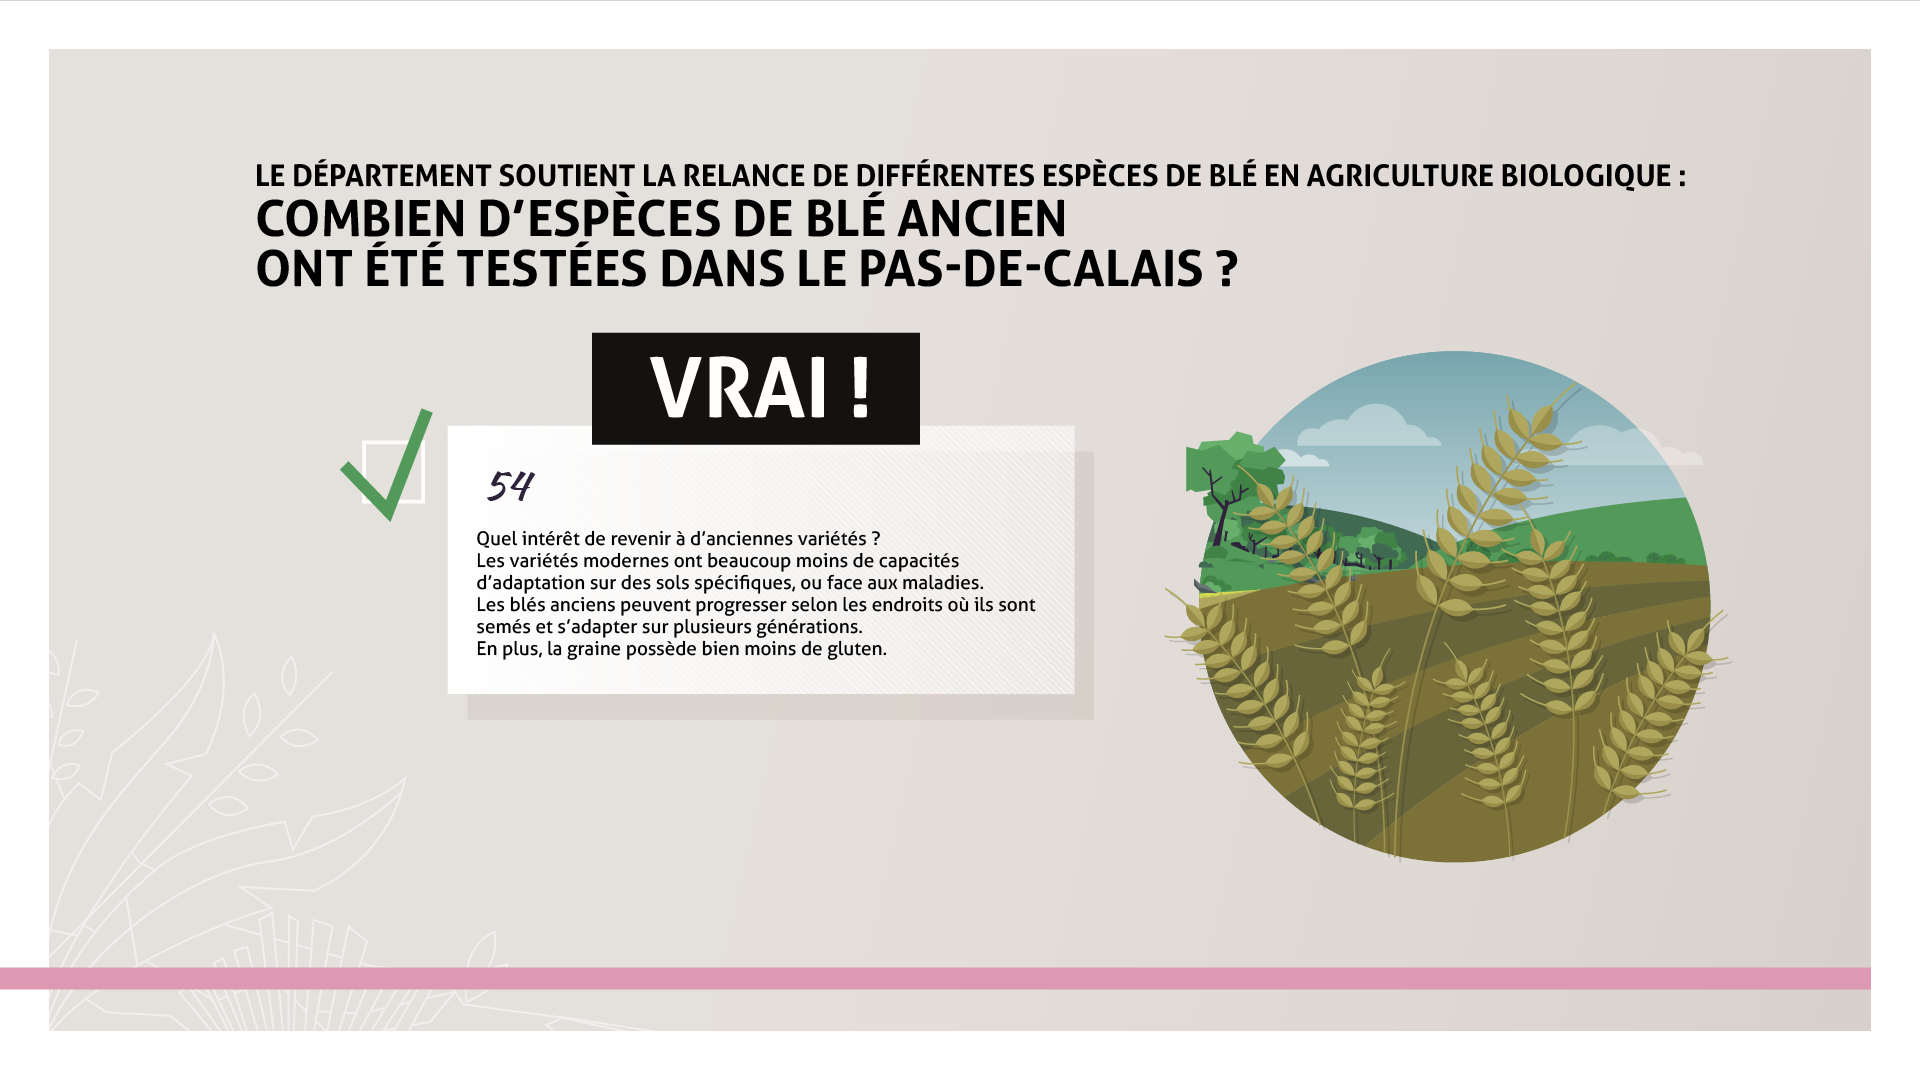 LE DÉPARTEMENT SOUTIENT LA RELANCE DE DIFFÉRENTES ESPÈCES DE BLÉ EN AGRICULTURE BIOLOGIQUE :
COMBIEN D'ESPÈCES DE BLÉ ANCIEN
ONT ÉTÉ TESTÉES DANS LE PAS-DE-CALAIS ?
VRAI !
54
Quel intérêt de revenir à d'anciennes variétés ?
Les variétés modernes ont beaucoup moins de capacités
d'adaptation sur des sols spécifiques, ou face aux maladies.
Les blés anciens peuvent progresser selon les endroits où ils sont
semés et s'adapter sur plusieurs générations.
En plus, la graine possède bien moins de gluten.